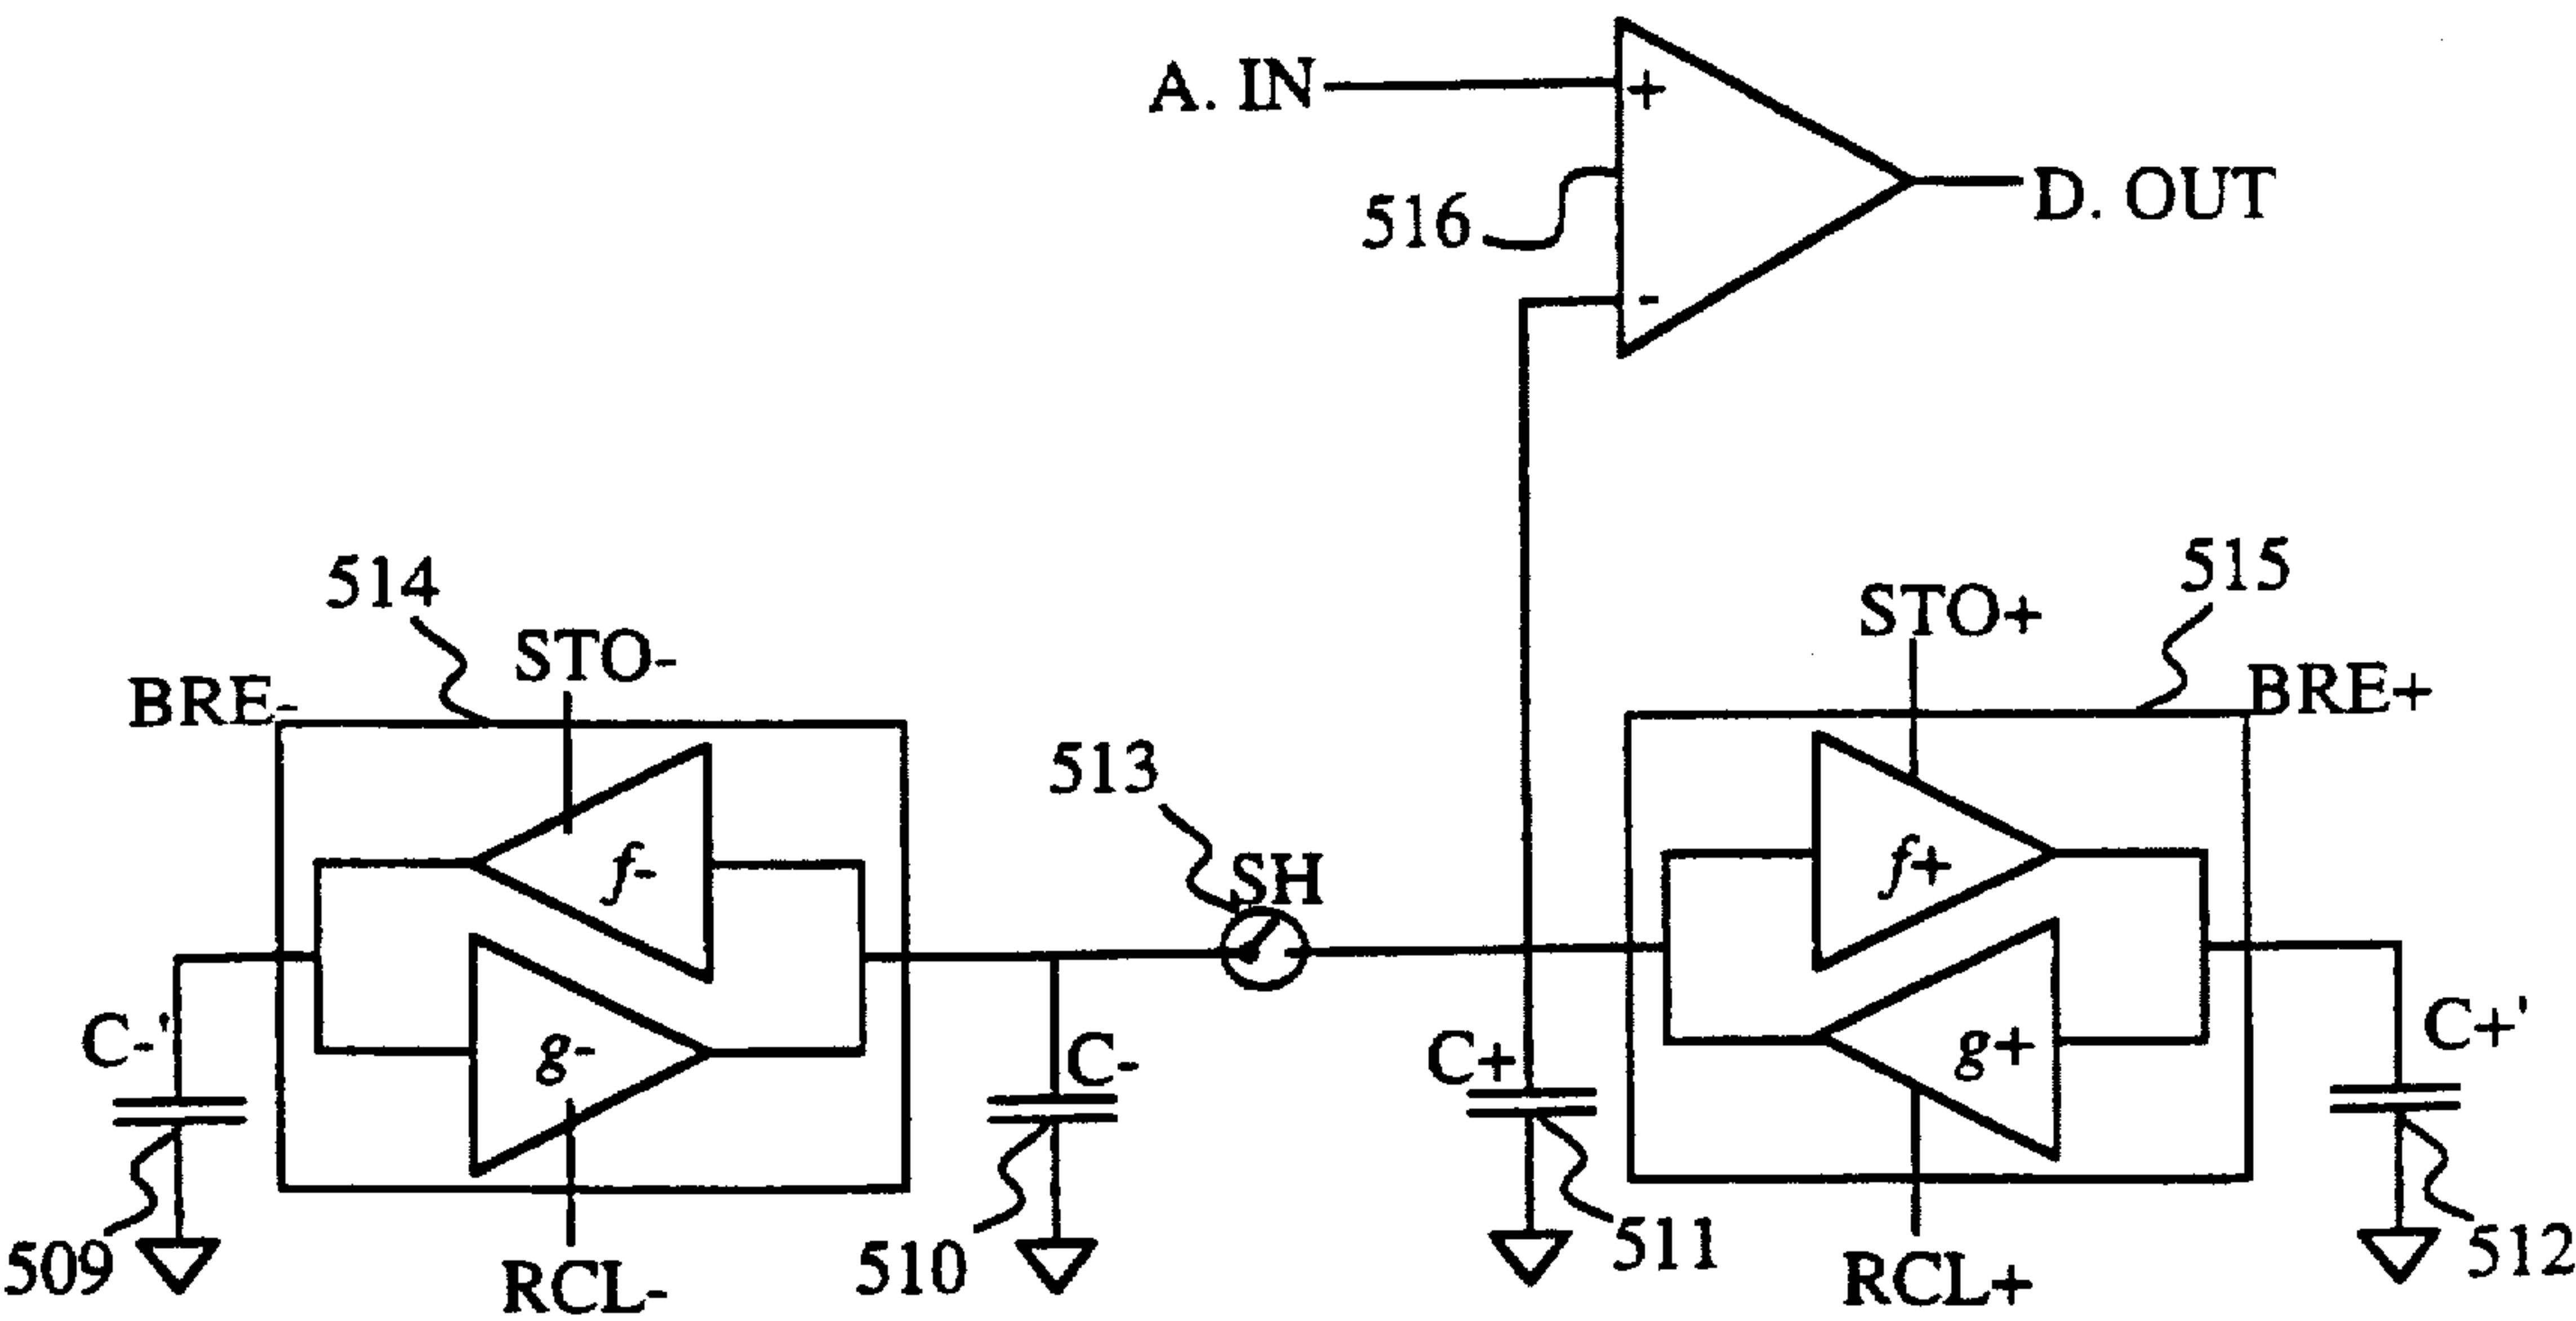 A. IN
+
516
-
D. OUT
514
STO-
BRE-
f-
g-
C-'
509
RCL-
513
SH
C-
510
C+
511
STO+
515
BRE+
f+
g+
RCL+
C+'
512